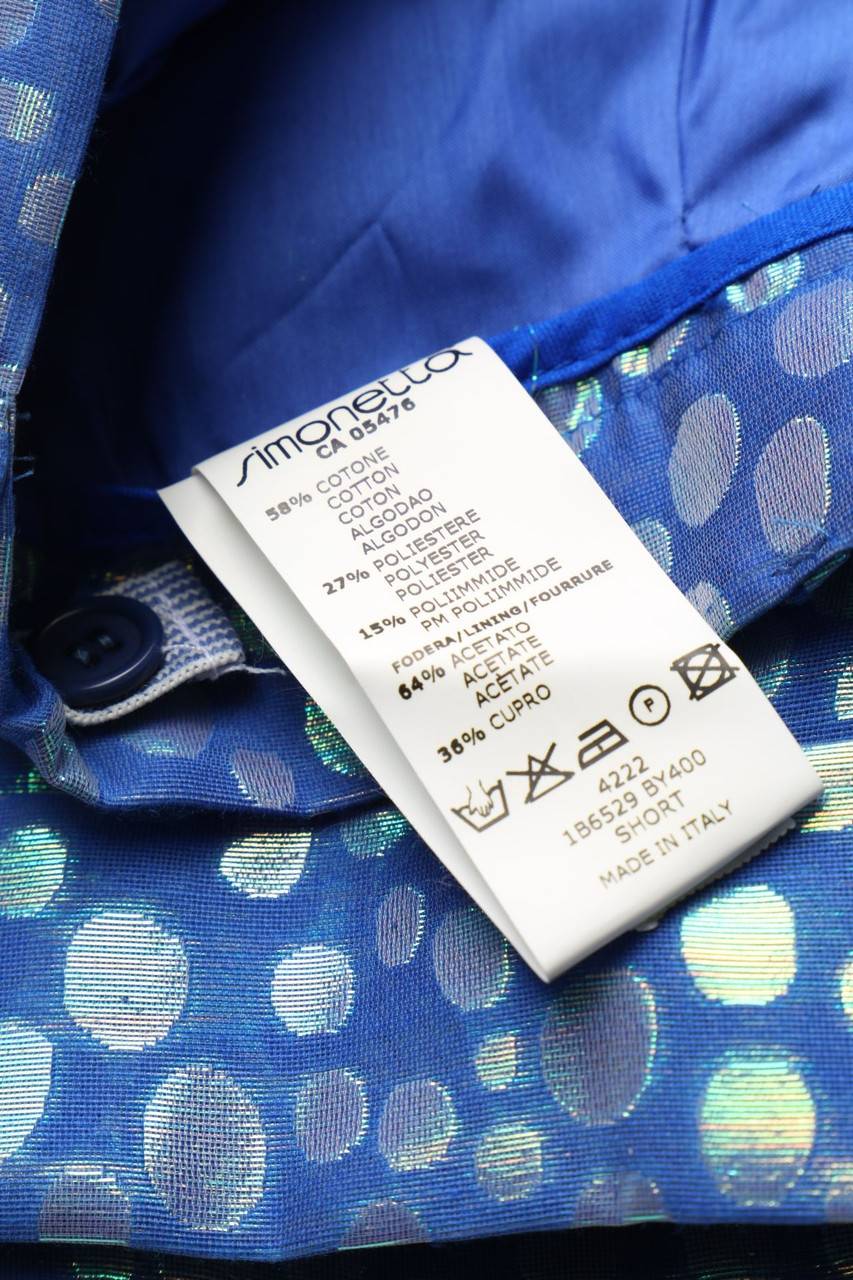 simonetta
CA 05476
58% COTONE
COTTON
COTON
ALGODAO
ALGODON
27% POLIESTERE
POLYESTER
POLIESTER
15% POLIIMMIDE
PM POLIIMMIDE
FODERA/LINING/FOURRURE
64% ACETATO
ACETATE
ACÉTATE
36% CUPRO
P
4222
1B6529 BY400
SHORT
MADE IN ITALY